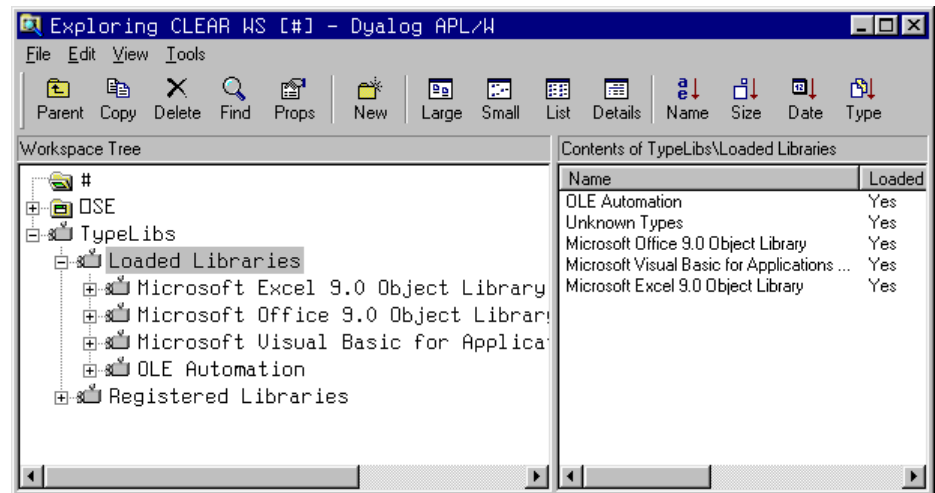 Exploring CLEAR WS [#] - Dyalog APL/W
File Edit View Tools
Parent Copy Delete Find Props New Large Small List Details Name Size Date Type
Workspace Tree
#
⎕SE
TypeLibs
Loaded Libraries
Microsoft Excel 9.0 Object Library
Microsoft Office 9.0 Object Librar
Microsoft Visual Basic for Applica
OLE Automation
Registered Libraries
Contents of TypeLibs\Loaded Libraries
Name Loaded
OLE Automation Yes
Unknown Types Yes
Microsoft Office 9.0 Object Library Yes
Microsoft Visual Basic for Applications ... Yes
Microsoft Excel 9.0 Object Library Yes